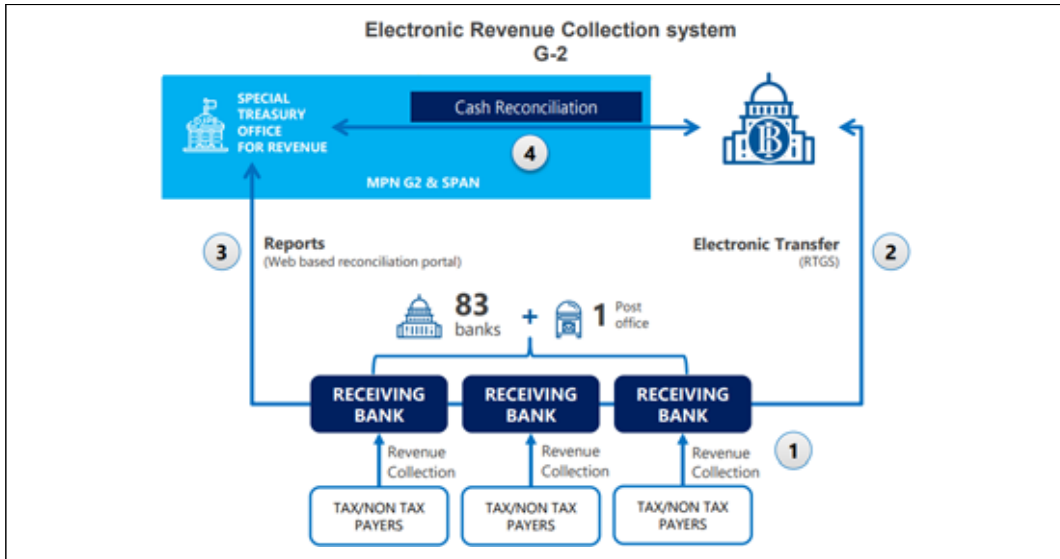 Electronic Revenue Collection system
G-2
SPECIAL
TREASURY
OFFICE
FOR REVENUE
Cash Reconciliation
4
MPN G2 & SPAN
BI
3
Reports
(Web based reconciliation portal)
Electronic Transfer
(RTGS)
2
83
banks
+
1
Post
office
RECEIVING
BANK
RECEIVING
BANK
RECEIVING
BANK
1
Revenue
Collection
Revenue
Collection
Revenue
Collection
TAX/NON TAX
PAYERS
TAX/NON TAX
PAYERS
TAX/NON TAX
PAYERS